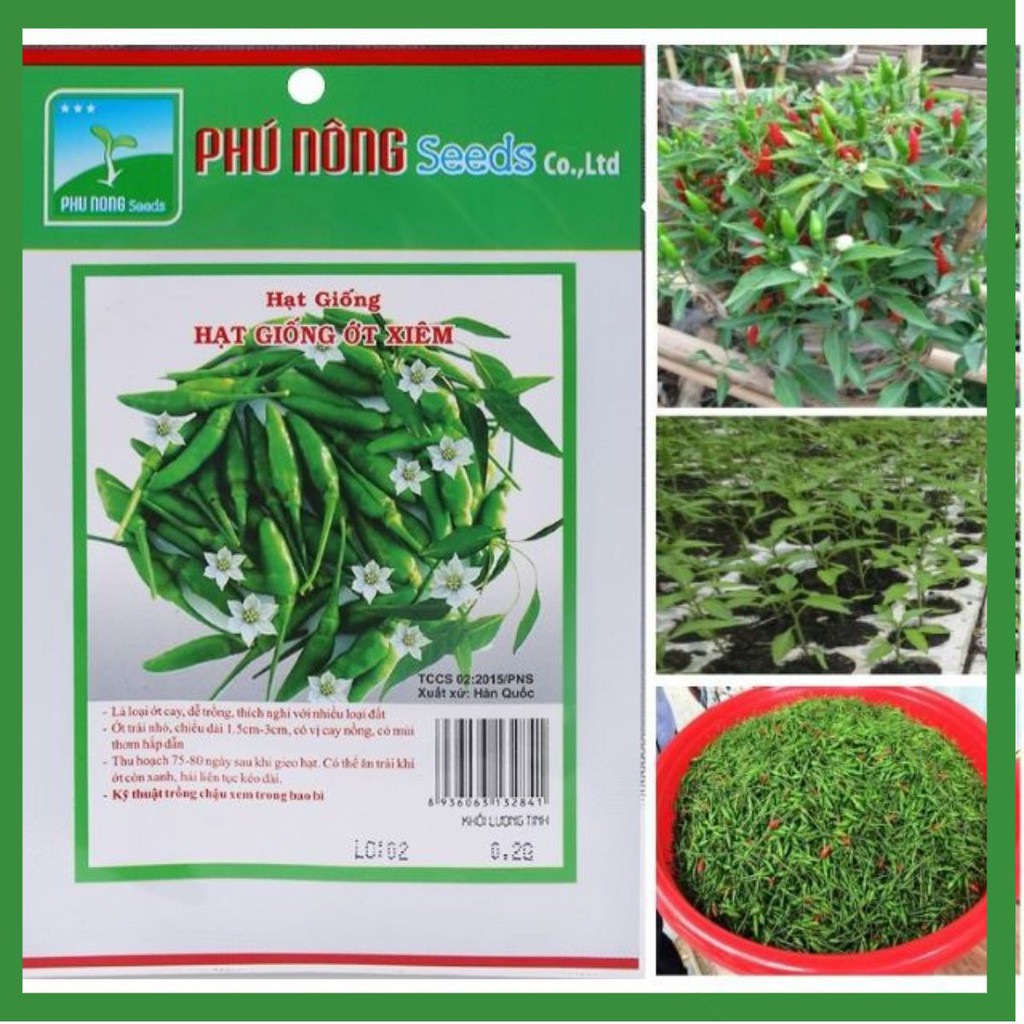 PHÚ NÔNG Seeds Co.,Ltd
PHU NONG Seeds
Hạt Giống
HẠT GIỐNG ỚT XIÊM
TCCS 02:2015/PNS
Xuất xứ: Hàn Quốc
- Là loại ớt cay, dễ trồng, thích nghi với nhiều loại đất
- Ớt trái nhỏ, chiều dài 1.5cm-3cm, có vị cay nồng, có mùi
thơm hấp dẫn
- Thu hoạch 75-80 ngày sau khi gieo hạt. Có thể ăn trái khi
ớt còn xanh, hái liên tục kéo dài.
- Kỹ thuật trồng chậu xem trong bao bì
8 936063 132841
KHỐI LƯỢNG TỊNH
LO:02 0.2G